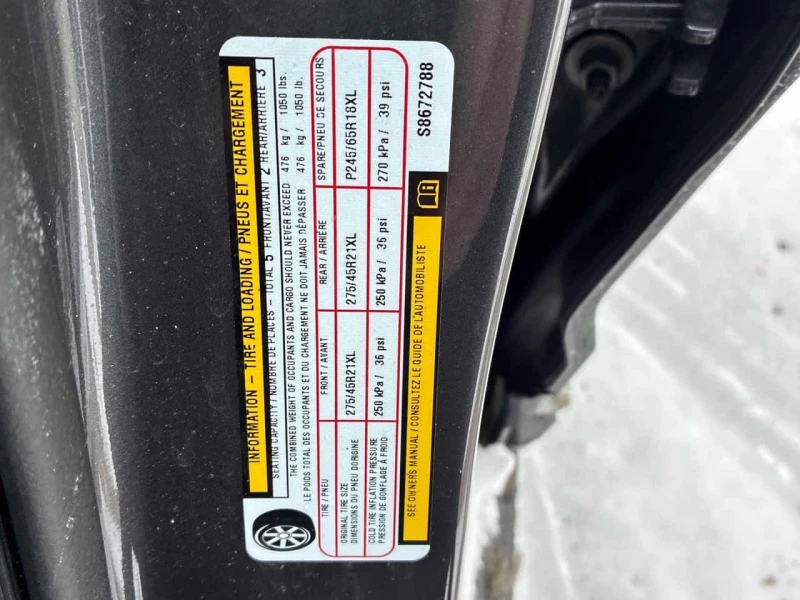 INFORMATION – TIRE AND LOADING / PNEUS ET CHARGEMENT
SEATING CAPACITY / NOMBRE DE PLACES – TOTAL 5 FRONT/AVANT 2 REAR/ARRIÈRE 3
THE COMBINED WEIGHT OF OCCUPANTS AND CARGO SHOULD NEVER EXCEED 476 kg / 1050 lbs.
LE POIDS TOTAL DES OCCUPANTS ET DU CHARGEMENT NE DOIT JAMAIS DÉPASSER 476 kg / 1050 lb.
TIRE / PNEU FRONT / AVANT REAR / ARRIÈRE SPARE/PNEU DE SECOURS
ORIGINAL TIRE SIZE
DIMENSIONS DU PNEU D'ORIGINE
275/45R21XL 275/45R21XL P245/65R18XL
COLD TIRE INFLATION PRESSURE
PRESSION DE GONFLAGE À FROID
250 kPa / 36 psi 250 kPa / 36 psi 270 kPa / 39 psi
SEE OWNERS MANUAL / CONSULTEZ LE GUIDE DE L'AUTOMOBILISTE
S8672788